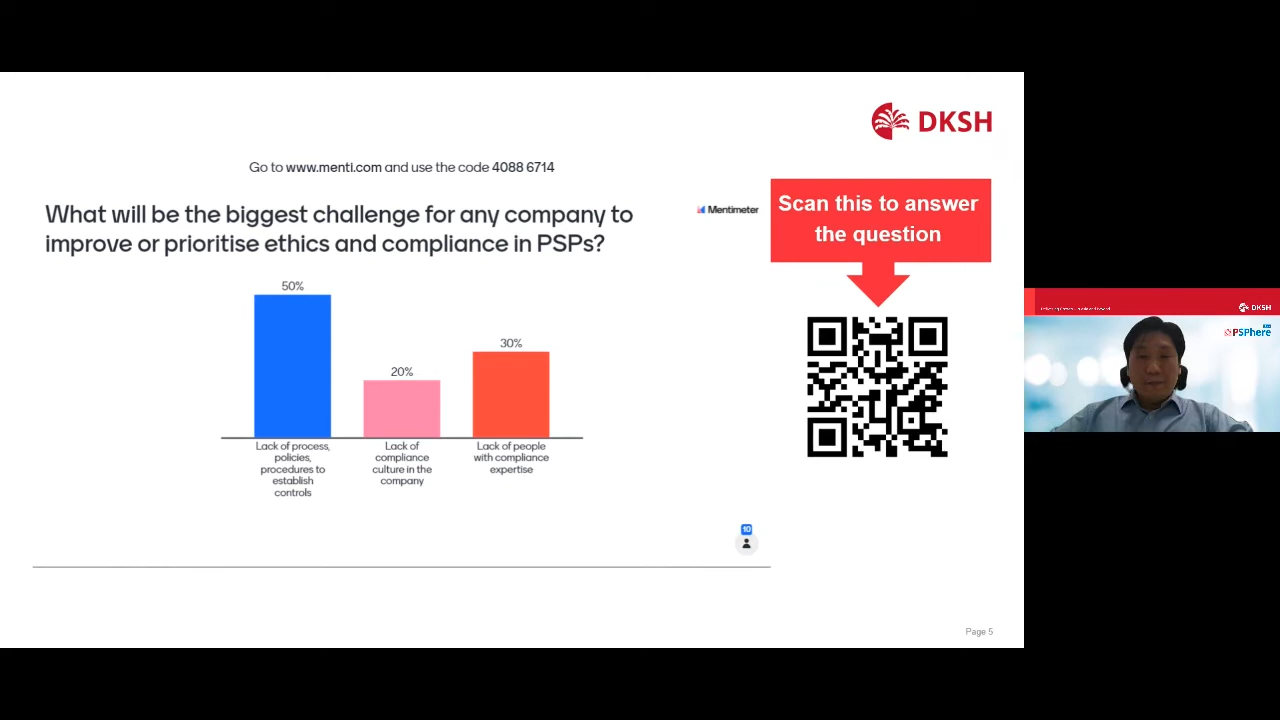 DKSH
Go to www.menti.com and use the code 4088 6714
What will be the biggest challenge for any company to
improve or prioritise ethics and compliance in PSPs?
Mentimeter
Scan this to answer
the question
50%
20%
30%
Lack of process,
policies,
procedures to
establish
controls
Lack of
compliance
culture in the
company
Lack of people
with compliance
expertise
10
Page 5
DKSH
PSPhere